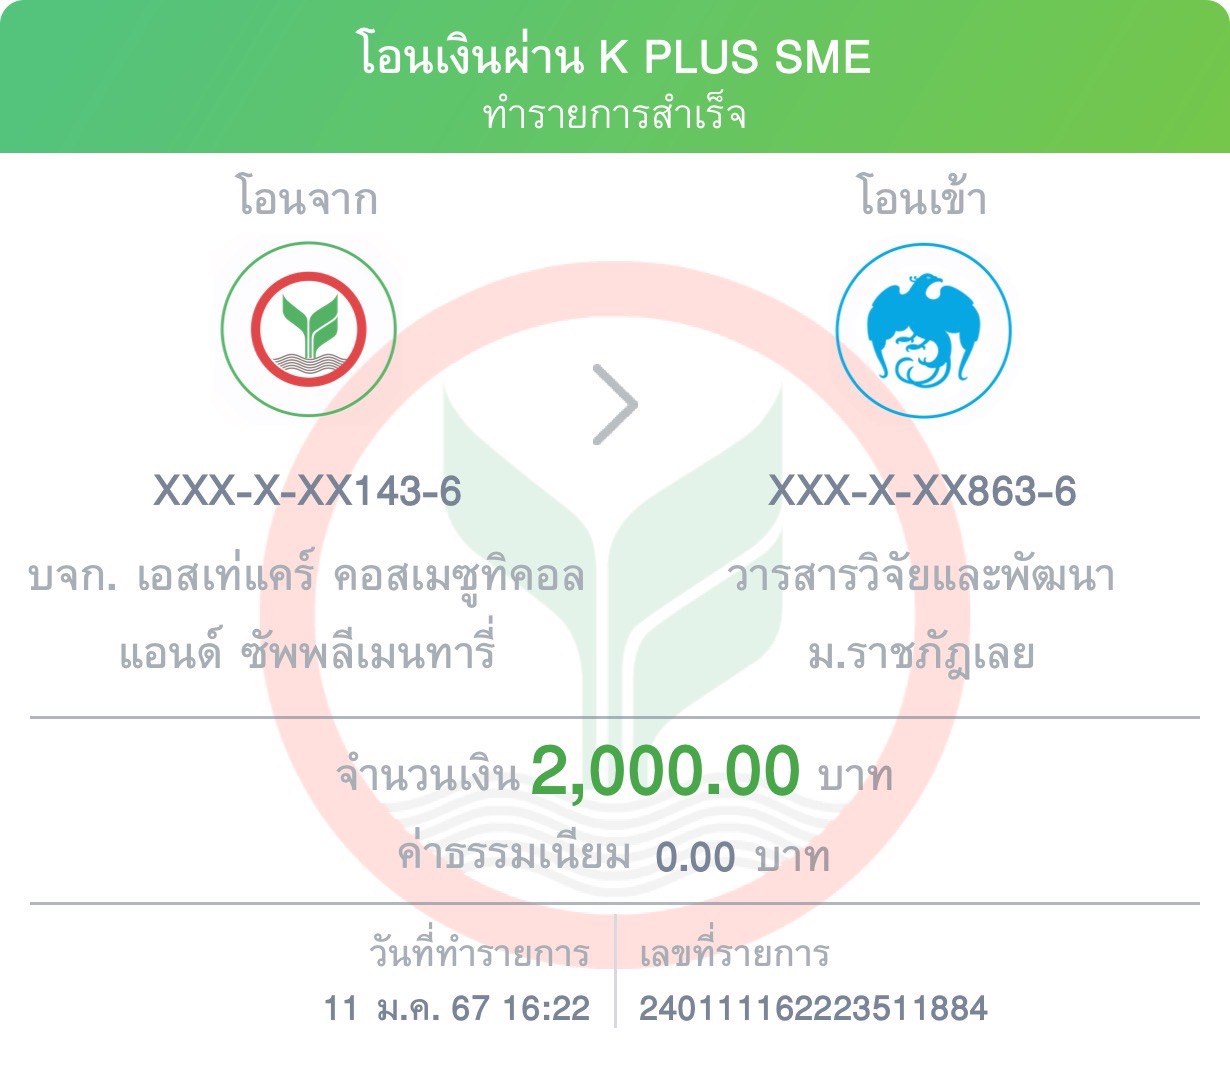 โอนเงินผ่าน K PLUS SME
ทำรายการสำเร็จ
โอนจาก
โอนเข้า
XXX-X-XX143-6
XXX-X-XX863-6
บจก. เอสเท่แคร์ คอสเมซูทิคอล
แอนด์ ซัพพลีเมนทารี่
วารสารวิจัยและพัฒนา
ม.ราชภัฎเลย
จำนวนเงิน 2,000.00 บาท
ค่าธรรมเนียม 0.00 บาท
วันที่ทำรายการ
11 ม.ค. 67 16:22
เลขที่รายการ
240111162223511884